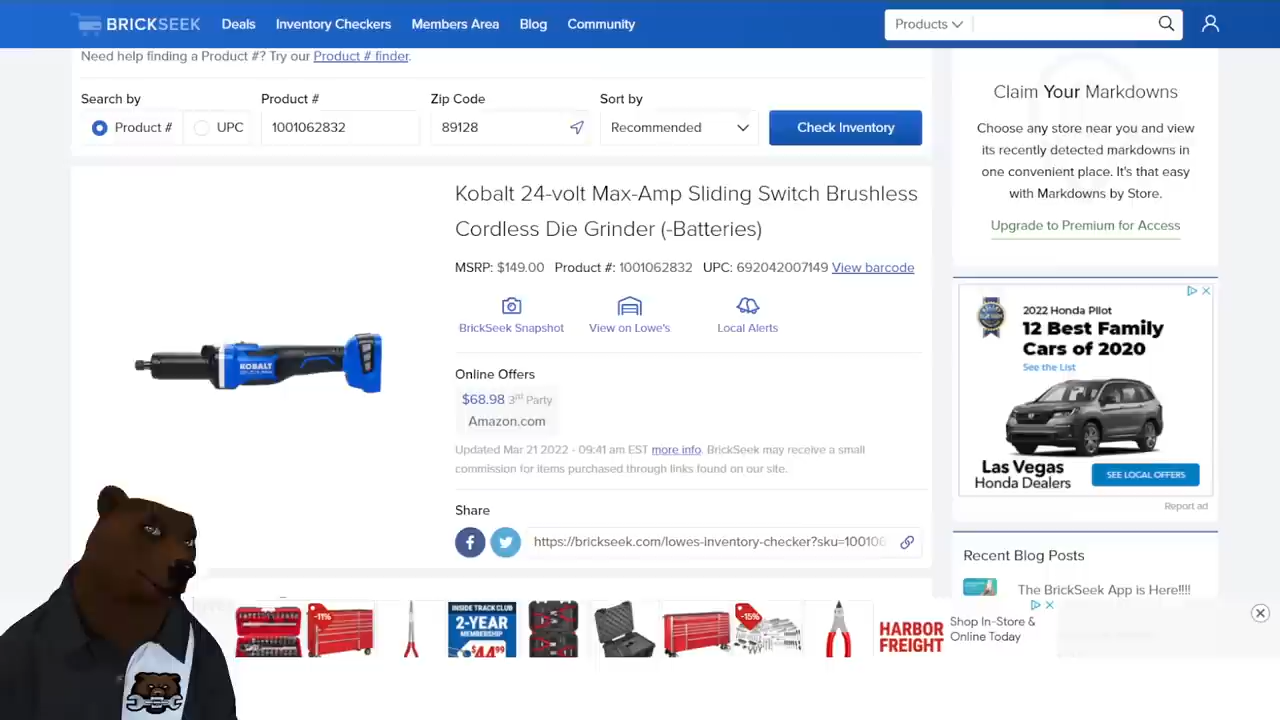 BRICKSEEK Deals Inventory Checkers Members Area Blog Community Products
Need help finding a Product #? Try our Product # finder.
Search by Product # Zip Code Sort by
Product # UPC 1001062832 89128 Recommended Check Inventory
Kobalt 24-volt Max-Amp Sliding Switch Brushless
Cordless Die Grinder (-Batteries)
MSRP: $149.00 Product #: 1001062832 UPC: 692042007149 View barcode
BrickSeek Snapshot View on Lowe's Local Alerts
KOBALT
Online Offers
$68.98 3rd Party
Amazon.com
Updated Mar 21 2022 - 09:41 am EST more info. BrickSeek may receive a small
commission for items purchased through links found on our site.
Share
https://brickseek.com/lowes-inventory-checker?sku=100106
Claim Your Markdowns
Choose any store near you and view
its recently detected markdowns in
one convenient place. It's that easy
with Markdowns by Store.
Upgrade to Premium for Access
2022 Honda Pilot
12 Best Family
Cars of 2020
See the List
Las Vegas
Honda Dealers
SEE LOCAL OFFERS
Report ad
Recent Blog Posts
The BrickSeek App is Here!!!!
-11%
INSIDE TRACK CLUB
2-YEAR
MEMBERSHIP
$44.99
-15%
HARBOR
FREIGHT
Shop In-Store &
Online Today